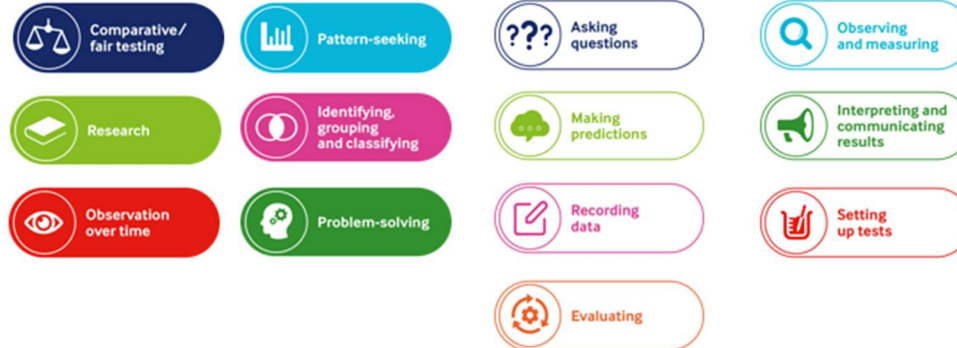 Comparative/
fair testing
Pattern-seeking
???
Asking
questions
Observing
and measuring
Research
Identifying,
grouping
and classifying
Making
predictions
Interpreting and
communicating
results
Observation
over time
Problem-solving
Recording
data
Setting
up tests
Evaluating